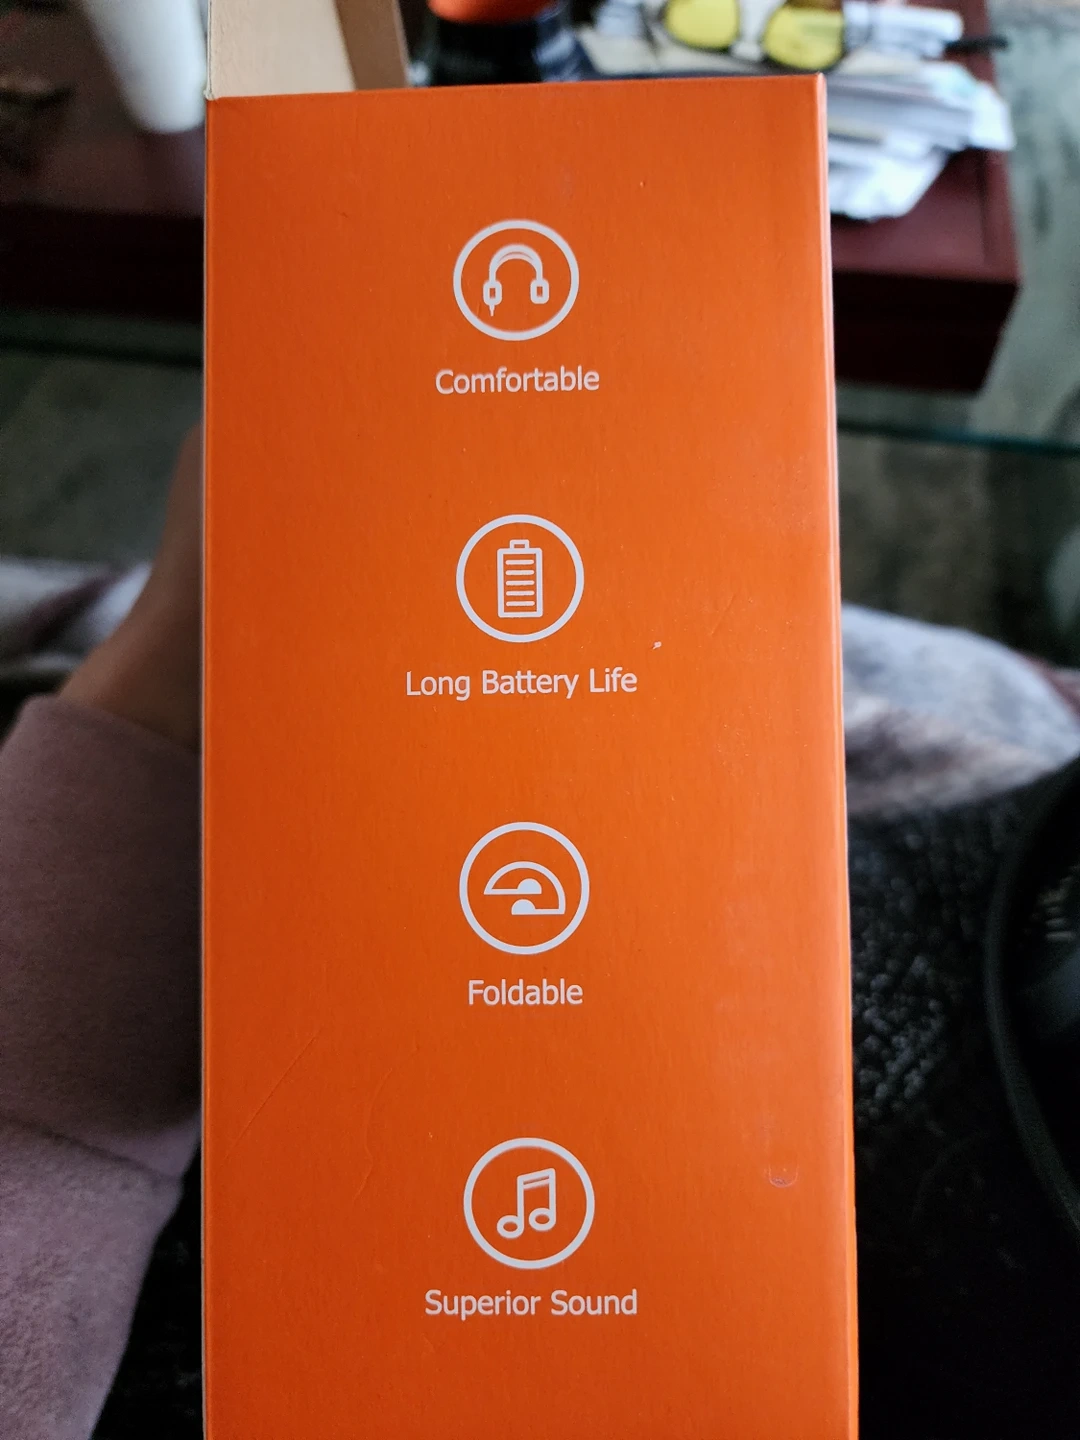 Comfortable
Long Battery Life
Foldable
Superior Sound